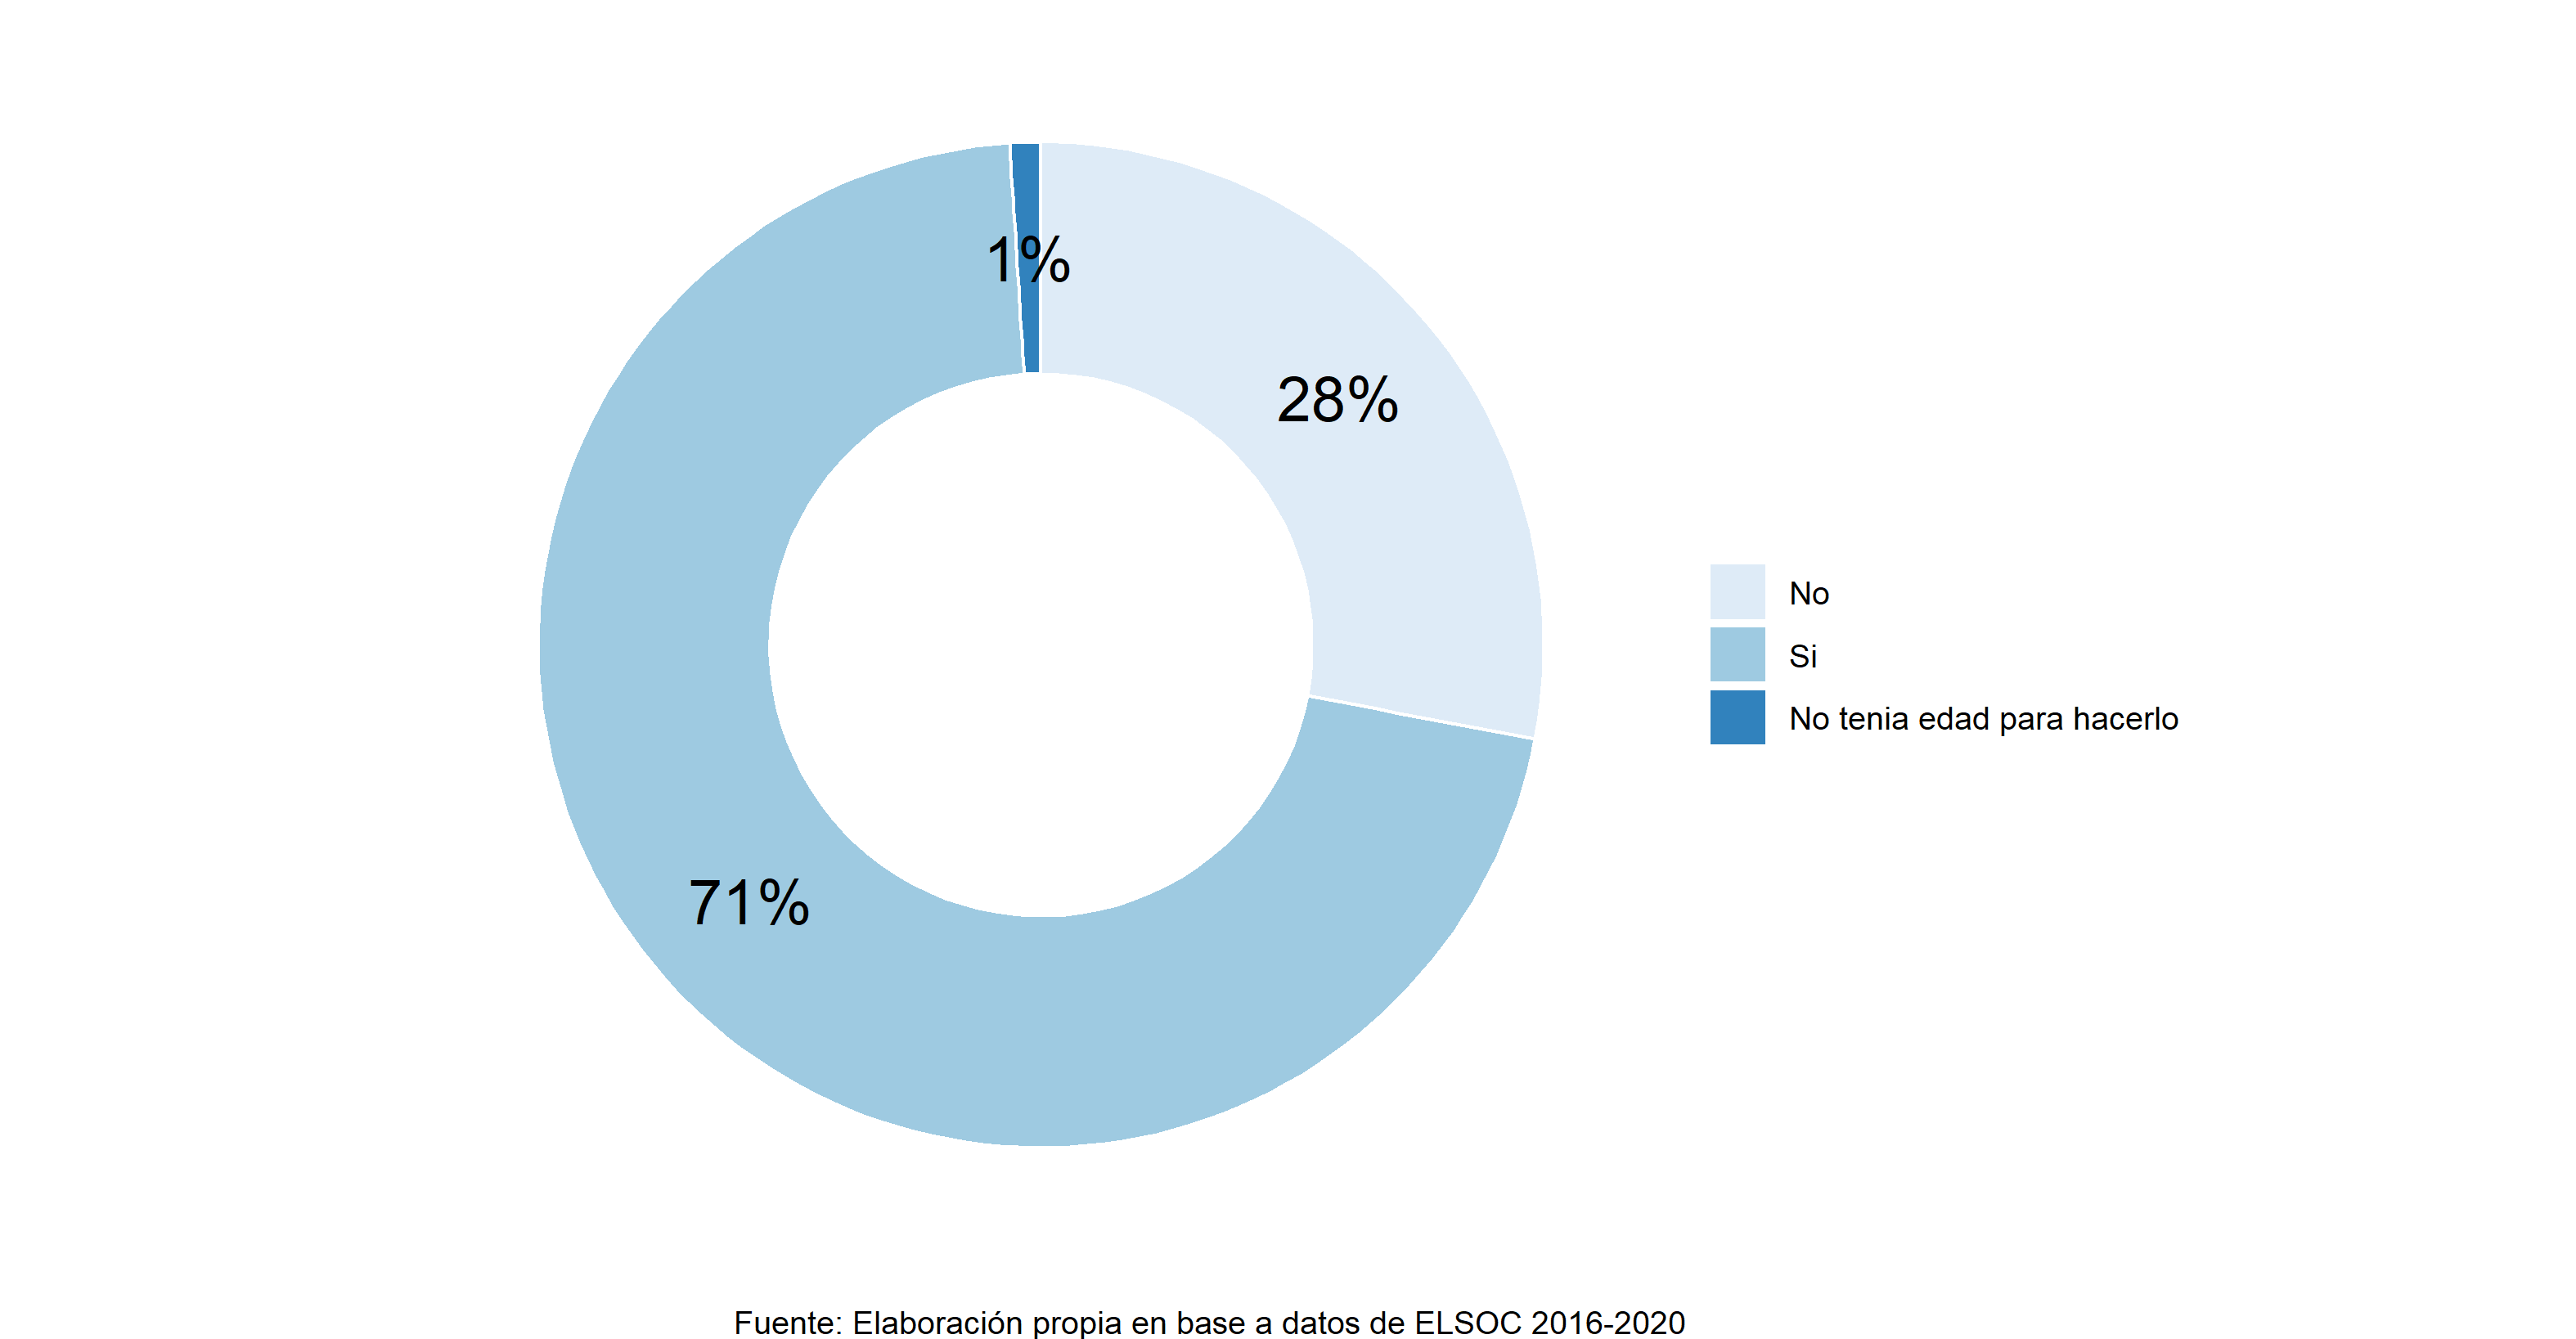 1%
28%
71%
No
Si
No tenia edad para hacerlo
Fuente: Elaboración propia en base a datos de ELSOC 2016-2020